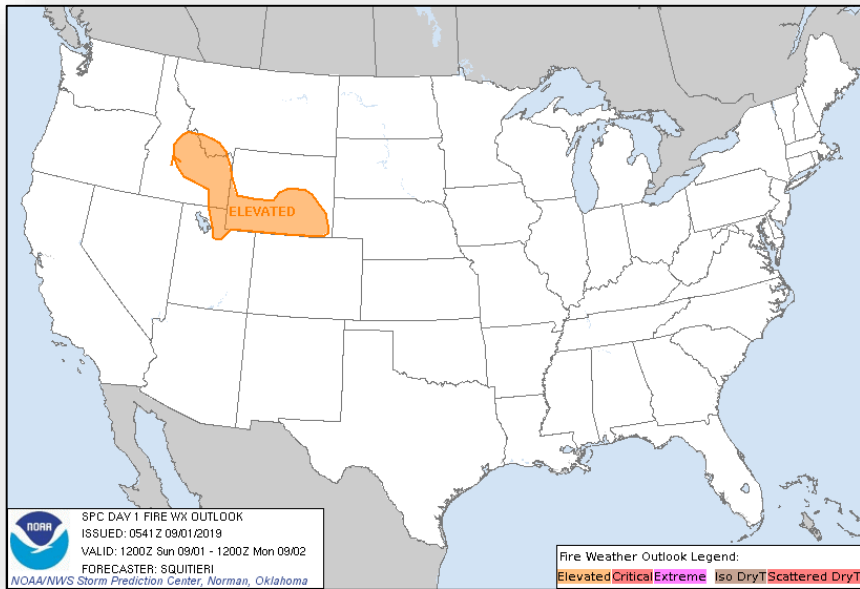 ELEVATED
SPC DAY 1 FIRE WX OUTLOOK
ISSUED: 0541Z 09/01/2019
VALID: 1200Z Sun 09/01 - 1200Z Mon 09/02
FORECASTER: SQUITIERI
NOAA/NWS Storm Prediction Center, Norman, Oklahoma
NOAA
Fire Weather Outlook Legend:
Elevated Critical Extreme Iso DryT Scattered DryT